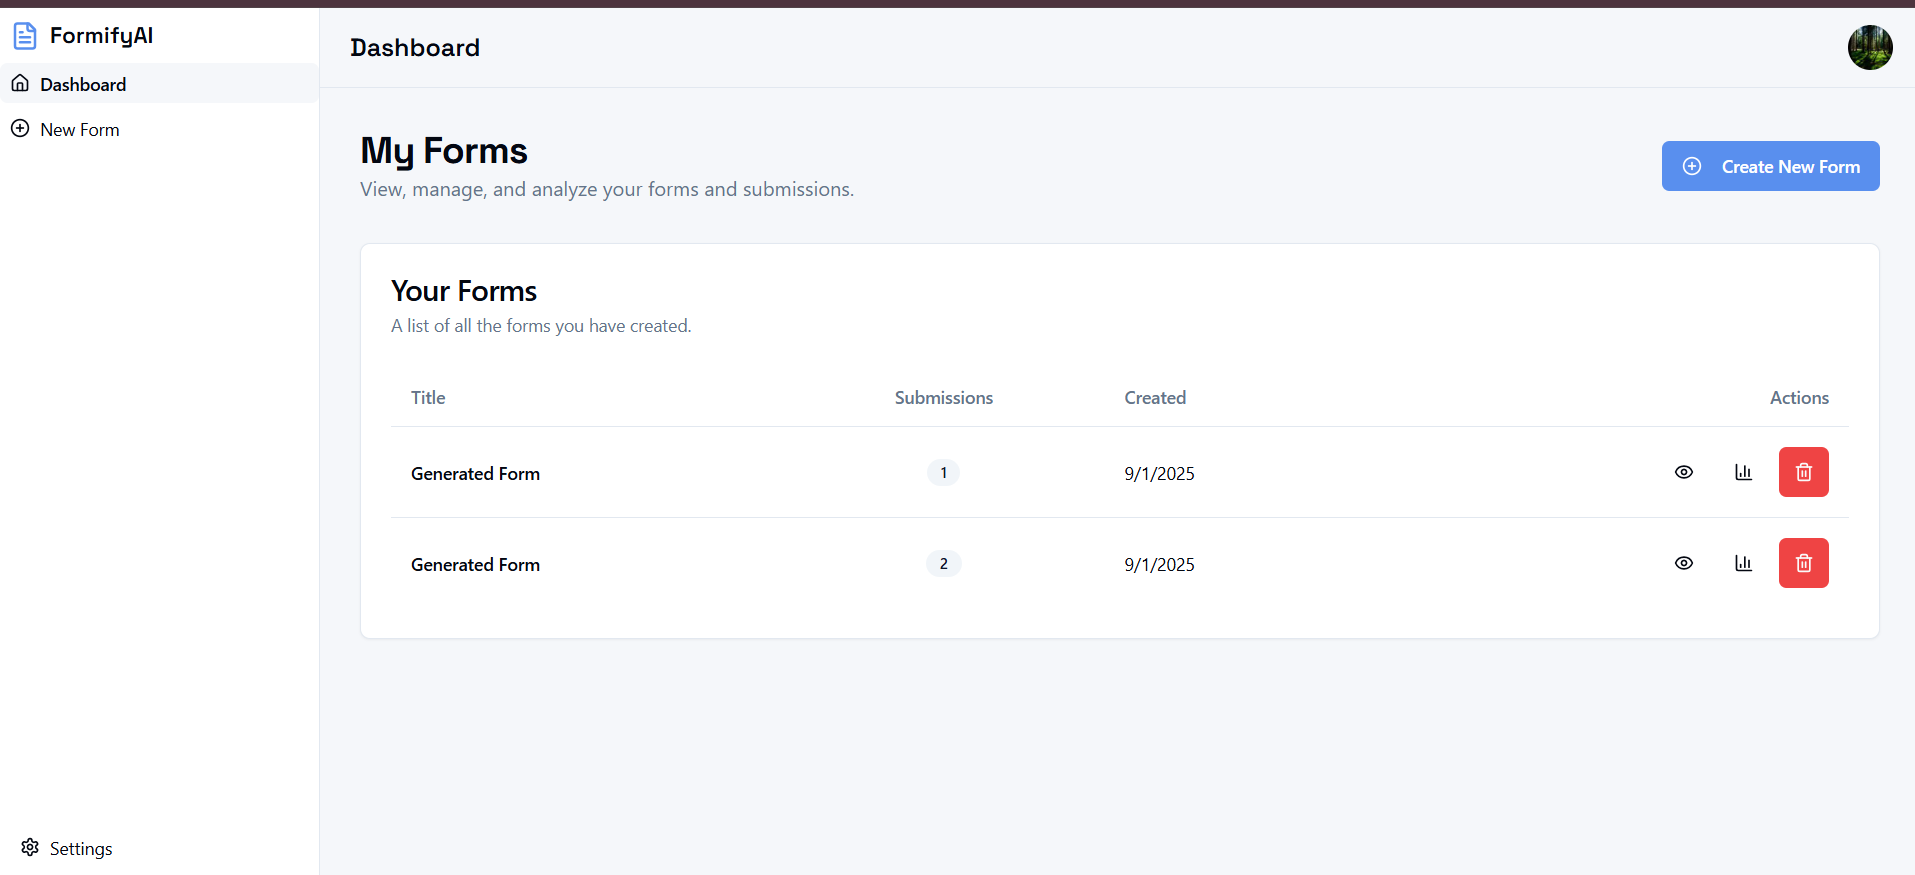 FormifyAI
Dashboard
New Form
Settings
Dashboard
My Forms
View, manage, and analyze your forms and submissions.
Create New Form
Your Forms
A list of all the forms you have created.
Title Submissions Created Actions
Generated Form 1 9/1/2025
Generated Form 2 9/1/2025